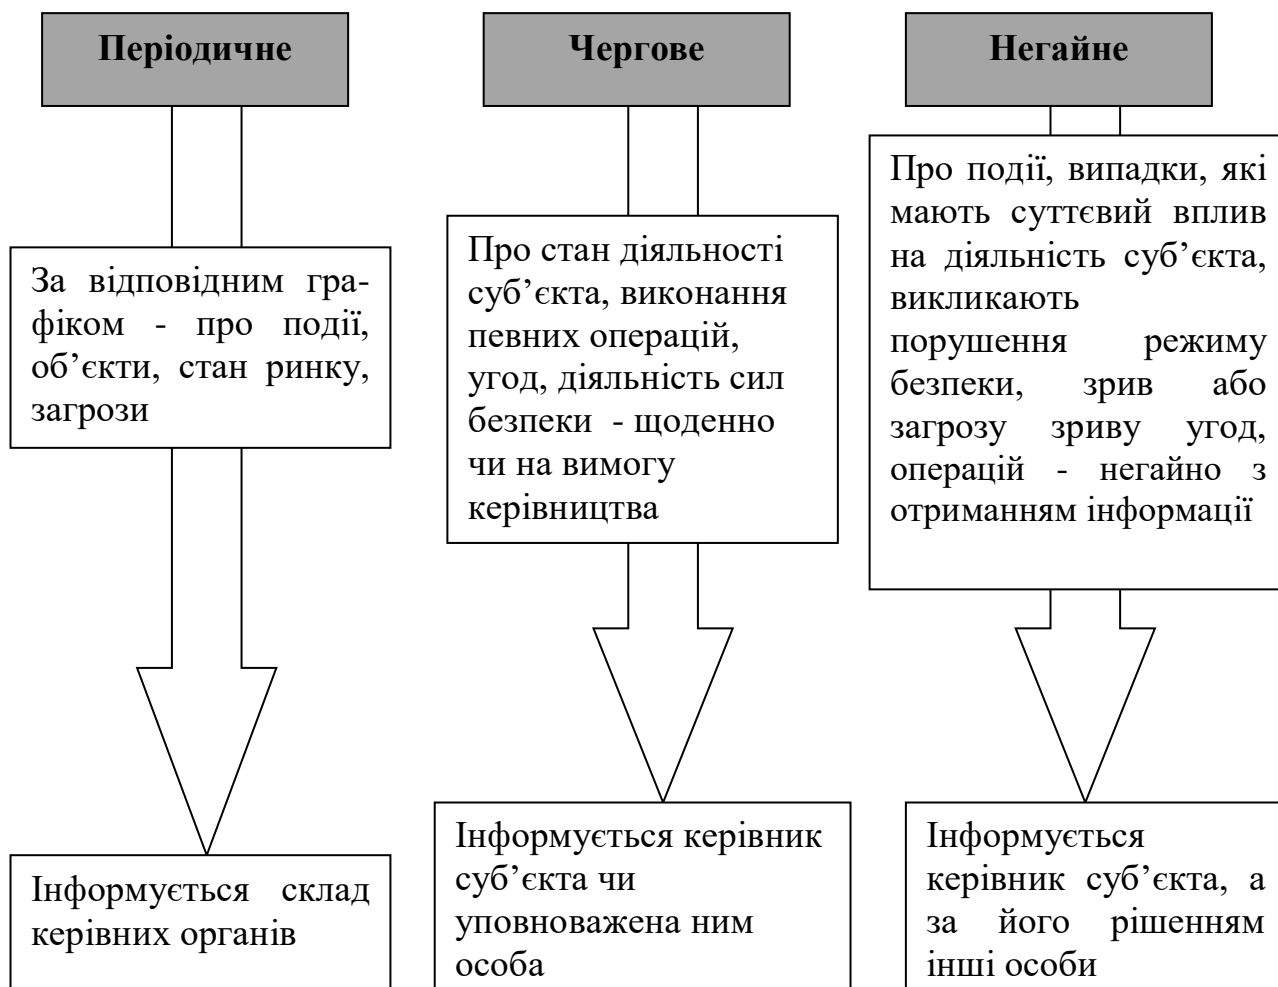 Періодичне
За відповідним гра-
фіком - про події,
об’єкти, стан ринку,
загрози
Інформується склад
керівних органів
Чергове
Про стан діяльності
суб’єкта, виконання
певних операцій,
угод, діяльність сил
безпеки - щоденно
чи на вимогу
керівництва
Інформується керівник
суб’єкта чи
уповноважена ним
особа
Негайне
Про події, випадки, які
мають суттєвий вплив
на діяльність суб’єкта,
викликають
порушення режиму
безпеки, зрив або
загрозу зриву угод,
операцій - негайно з
отриманням інформації
Інформується
керівник суб’єкта, а
за його рішенням
інші особи